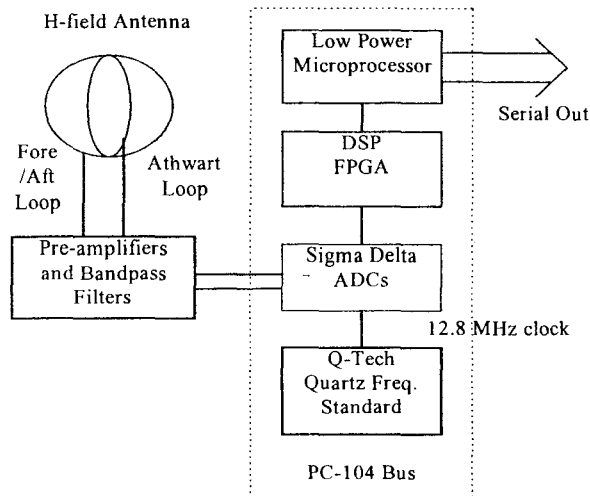 H-field Antenna
Low Power
Microprocessor
Serial Out
Fore
/Aft
Loop
Athwart
Loop
DSP
FPGA
Pre-amplifiers
and Bandpass
Filters
Sigma Delta
ADCs
12.8 MHz clock
Q-Tech
Quartz Freq.
Standard
PC-104 Bus